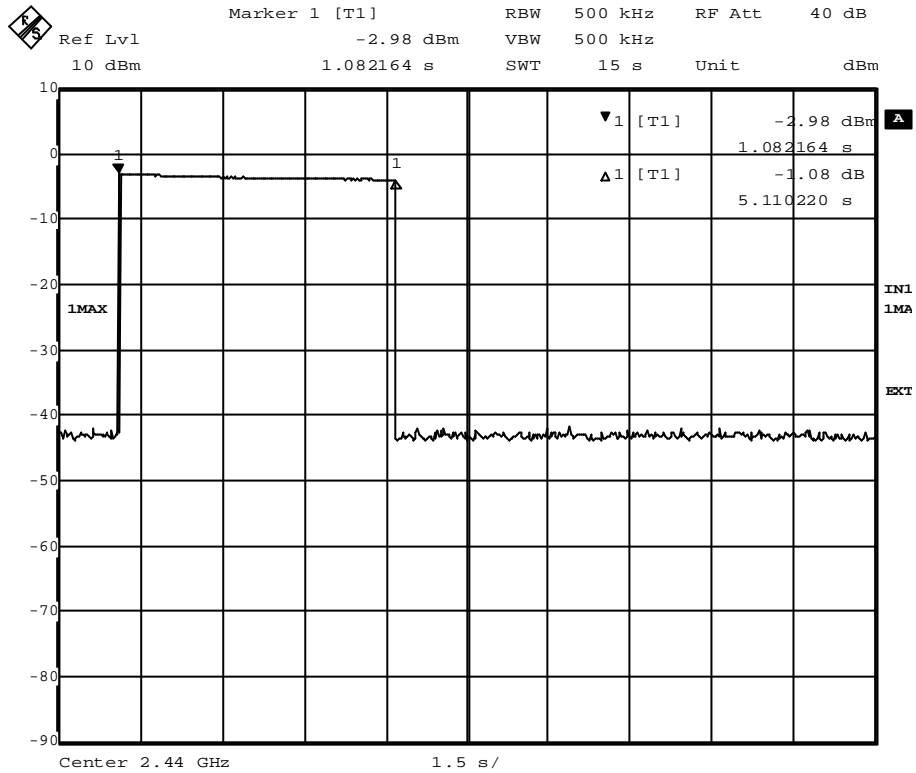 Marker 1 [T1] RBW 500 kHz RF Att 40 dB
Ref Lvl -2.98 dBm VBW 500 kHz
10 dBm 1.082164 s SWT 15 s Unit dBm
10
▼1 [T1] -2.98 dBm A
1.082164 s
0
1
1
△1 [T1] -1.08 dB
5.110220 s
-10
-20
IN1
1MAX 1MA
-30
EXT
-40
-50
-60
-70
-80
-90
Center 2.44 GHz 1.5 s/